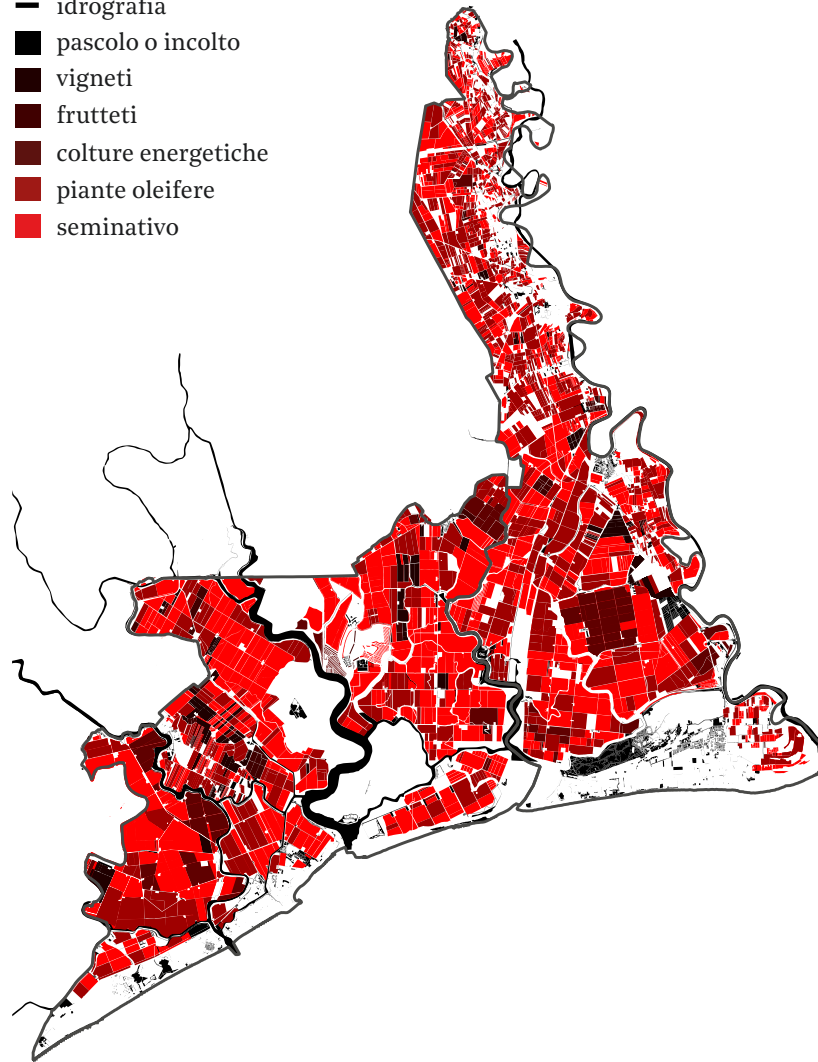 idrografia
pascolo o incolto
vigneti
frutteti
colture energetiche
piante oleifere
seminativo